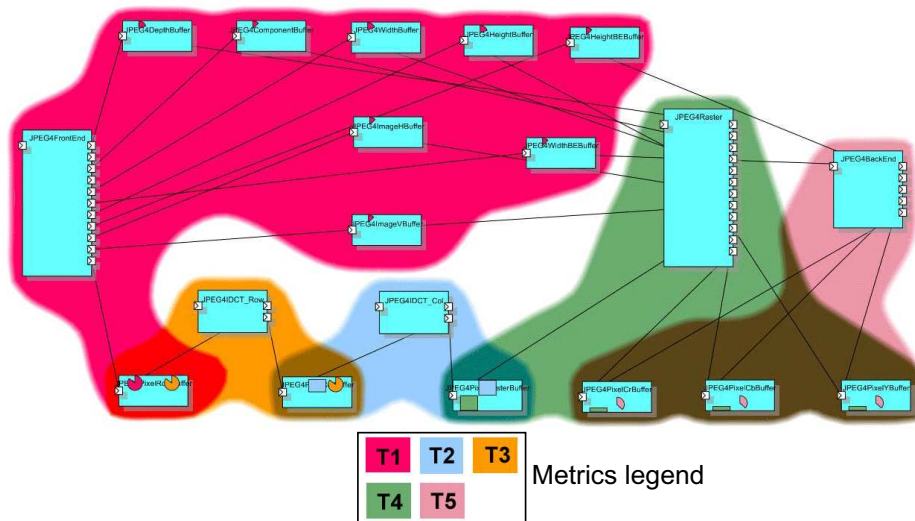 JPEG4DepthBuffer
JPEG4ComponentBuffer
JPEG4WidthBuffer
JPEG4HeightBuffer
JPEG4HeightBEBuffer
JPEG4FrontEnd
JPEG4ImageHBuffer
JPEG4WidthBEBuffer
JPEG4Raster
JPEG4BackEnd
JPEG4ImageVBuffer
JPEG4IDCT_Row
JPEG4IDCT_Col
JPEG4PixelCrBuffer
JPEG4PixelCbBuffer
JPEG4PixelYBuffer
T1 T2 T3
T4 T5
Metrics legend